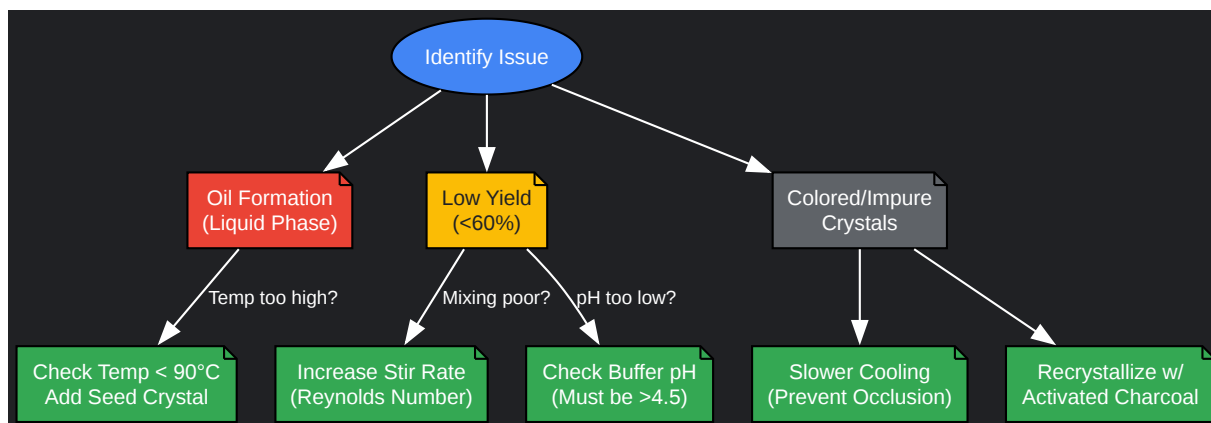 Identify Issue
Oil Formation
(Liquid Phase)
Low Yield
(<60%)
Colored/Impure
Crystals
Temp too high?
Mixing poor?
pH too low?
Check Temp < 90°C
Add Seed Crystal
Increase Stir Rate
(Reynolds Number)
Check Buffer pH
(Must be >4.5)
Slower Cooling
(Prevent Occlusion)
Recrystallize w/
Activated Charcoal